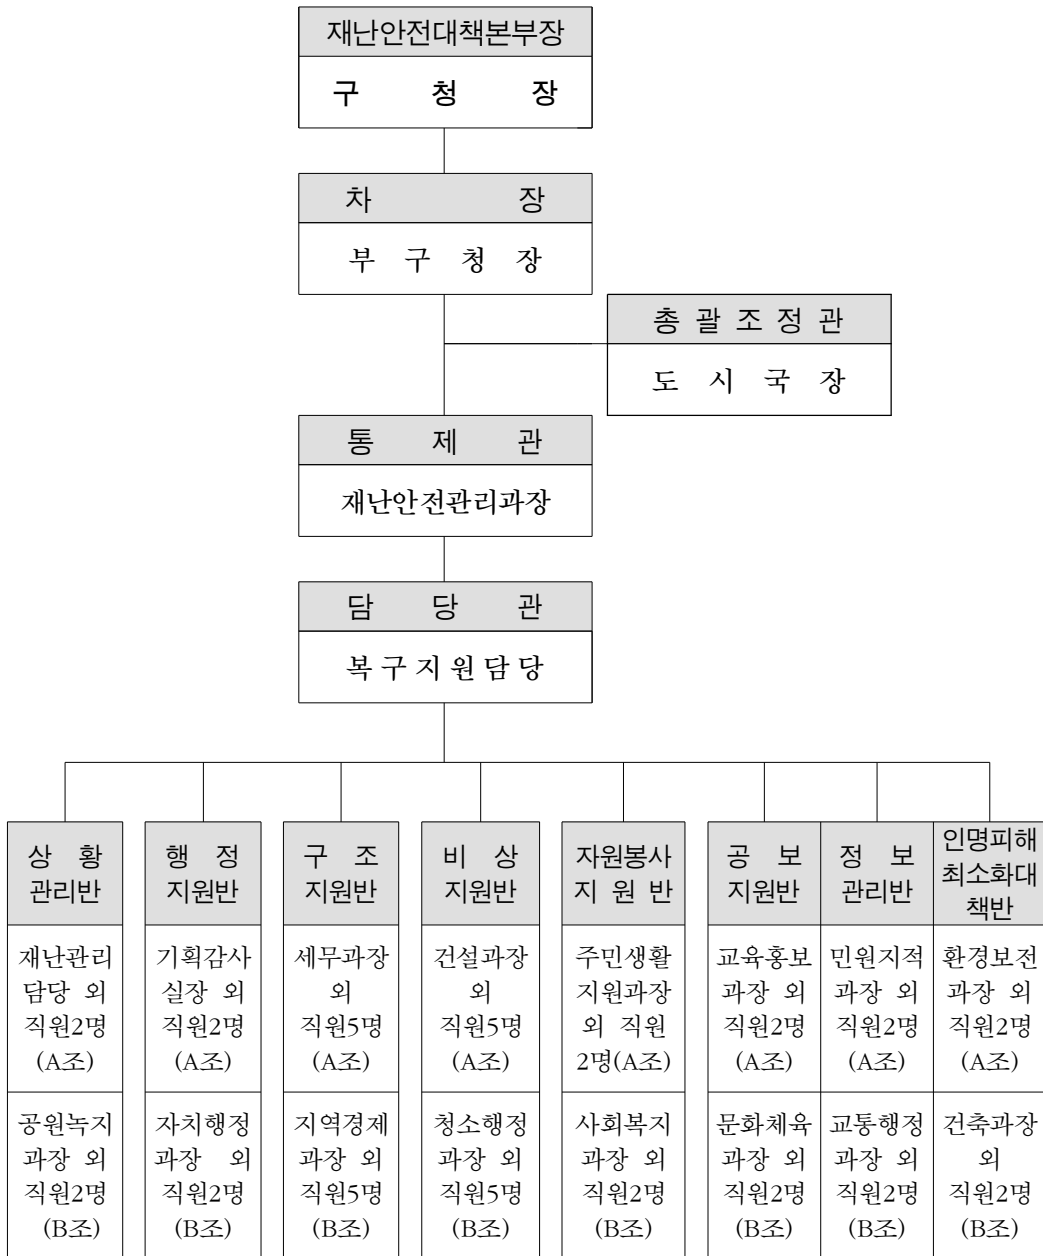 재난안전대책본부장
구 청 장
차 장
부 구 청 장
총 괄 조 정 관
도 시 국 장
통 제 관
재난안전관리과장
담 당 관
복 구 지 원 담 당
상 황
관리반
재난관리
담당 외
직원2명
(A조)
공원녹지
과장 외
직원2명
(B조)
행 정
지원반
기획감사
실장 외
직원2명
(A조)
자치행정
과장 외
직원2명
(B조)
구 조
지원반
세무과장
외
직원5명
(A조)
지역경제
과장 외
직원5명
(B조)
비 상
지원반
건설과장
외
직원5명
(A조)
청소행정
과장 외
직원5명
(B조)
자원봉사
지 원 반
주민생활
지원과장
외 직원
2명(A조)
사회복지
과장 외
직원2명
(B조)
공 보
지원반
교육홍보
과장 외
직원2명
(A조)
문화체육
과장 외
직원2명
(B조)
정 보
관리반
민원지적
과장 외
직원2명
(A조)
교통행정
과장 외
직원2명
(B조)
인명피해
최소화대
책반
환경보전
과장 외
직원2명
(A조)
건축과장
외
직원2명
(B조)